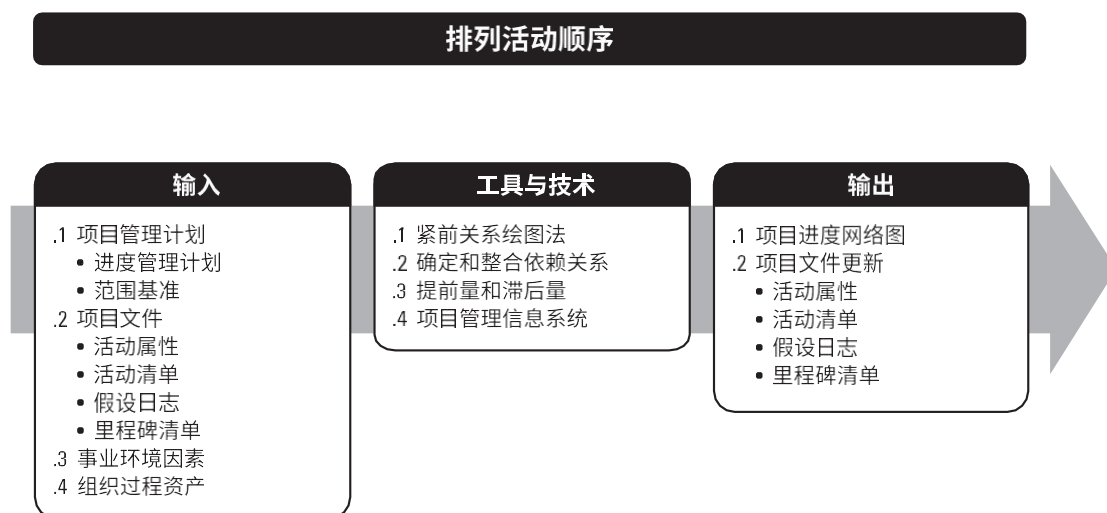 排列活动顺序
输入
.1 项目管理计划
• 进度管理计划
• 范围基准
.2 项目文件
• 活动属性
• 活动清单
• 假设日志
• 里程碑清单
.3 事业环境因素
.4 组织过程资产
工具与技术
.1 紧前关系绘图法
.2 确定和整合依赖关系
.3 提前量和滞后量
.4 项目管理信息系统
输出
.1 项目进度网络图
.2 项目文件更新
• 活动属性
• 活动清单
• 假设日志
• 里程碑清单